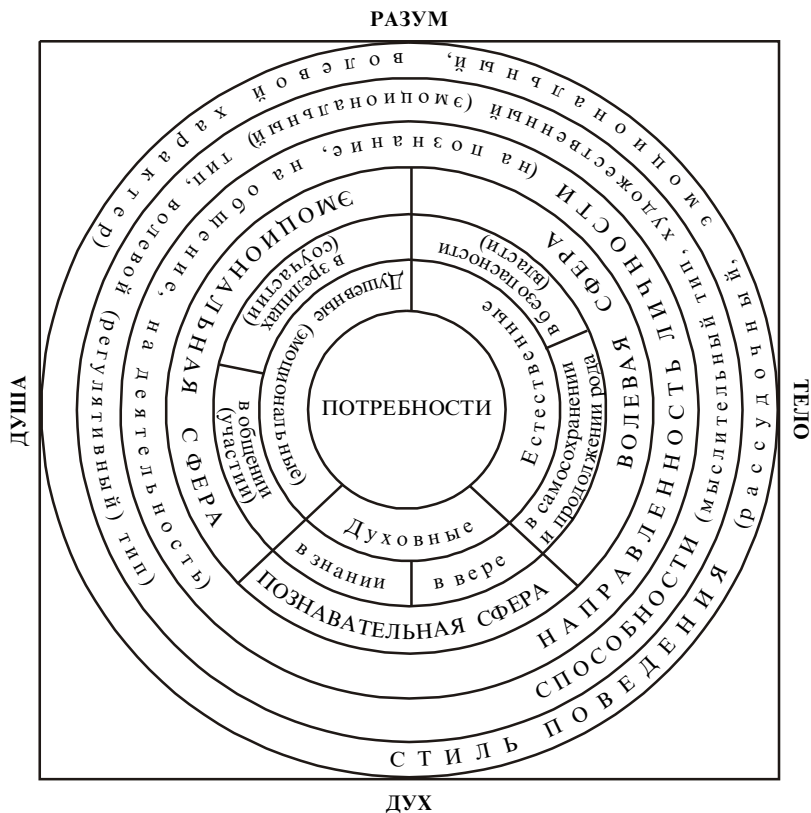 РАЗУМ
ДУША
ТЕЛО
ДУХ
СТИЛЬ ПОВЕДЕНИЯ (рассудочный, эмоциональный, волевой характер)
СПОСОБНОСТИ (мыслительный тип, художественный (эмоциональный) тип, волевой (регулятивный) тип)
НАПРАВЛЕННОСТЬ ЛИЧНОСТИ (на познание, на общение, на деятельность)
ЭМОЦИОНАЛЬНАЯ СФЕРА
ВОЛЕВАЯ СФЕРА
ПОЗНАВАТЕЛЬНАЯ СФЕРА
в зрелищах
(соучастии)
в общении
(участии)
в безопасности
(власти)
в самосохранении
и продолжении рода
в знании
в вере
Душевные (эмоциональные)
Естественные
Духовные
ПОТРЕБНОСТИ